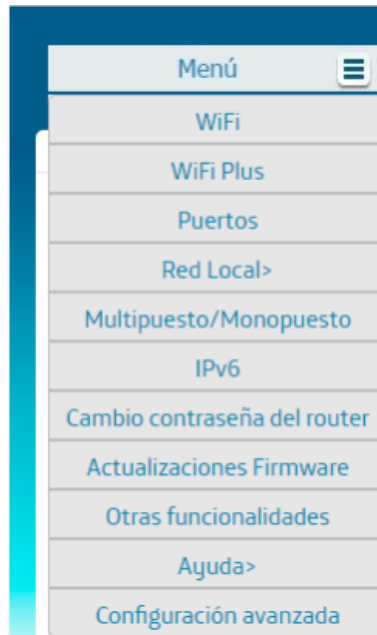 Menú
WiFi
WiFi Plus
Puertos
Red Local>
Multipuesto/Monopuesto
IPv6
Cambio contraseña del router
Actualizaciones Firmware
Otras funcionalidades
Ayuda>
Configuración avanzada